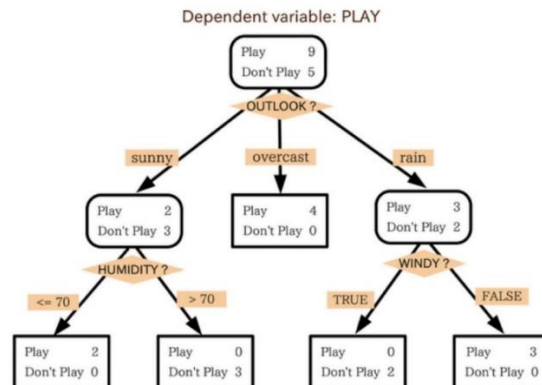 Dependent variable: PLAY
Play 9
Don't Play 5
OUTLOOK ?
sunny
overcast
rain
Play 2
Don't Play 3
Play 4
Don't Play 0
Play 3
Don't Play 2
HUMIDITY ?
WINDY ?
<= 70
> 70
TRUE
FALSE
Play 2
Don't Play 0
Play 0
Don't Play 3
Play 0
Don't Play 2
Play 3
Don't Play 0